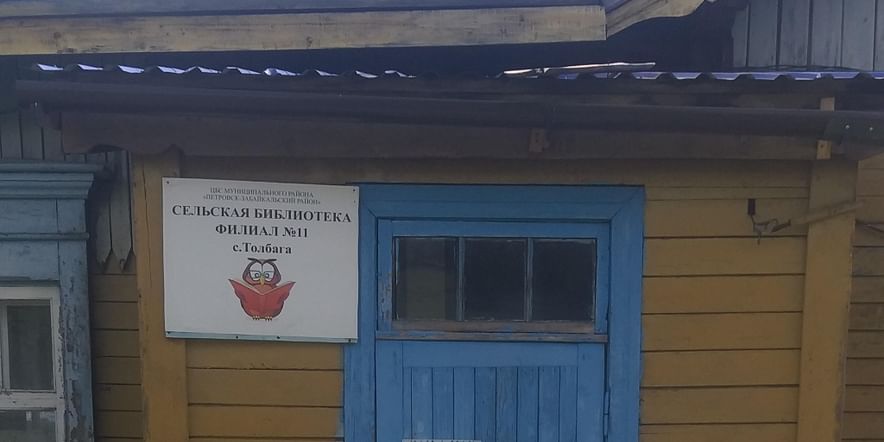 ЦБС МУНИЦИПАЛЬНОГО РАЙОНА
«ПЕТРОВСК-ЗАБАЙКАЛЬСКИЙ РАЙОН»
СЕЛЬСКАЯ БИБЛИОТЕКА
ФИЛИАЛ №11
с.Толбага